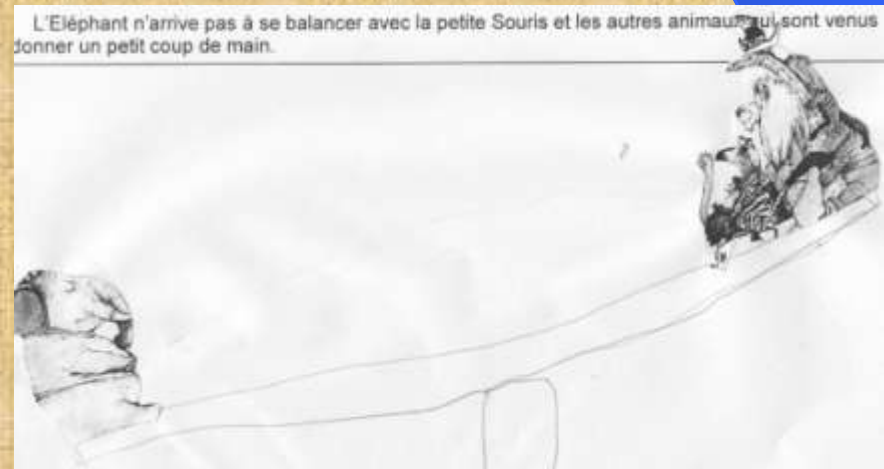 L'Eléphant n'arrive pas à se balancer avec la petite Souris et les autres animaux qui sont venus
donner un petit coup de main.